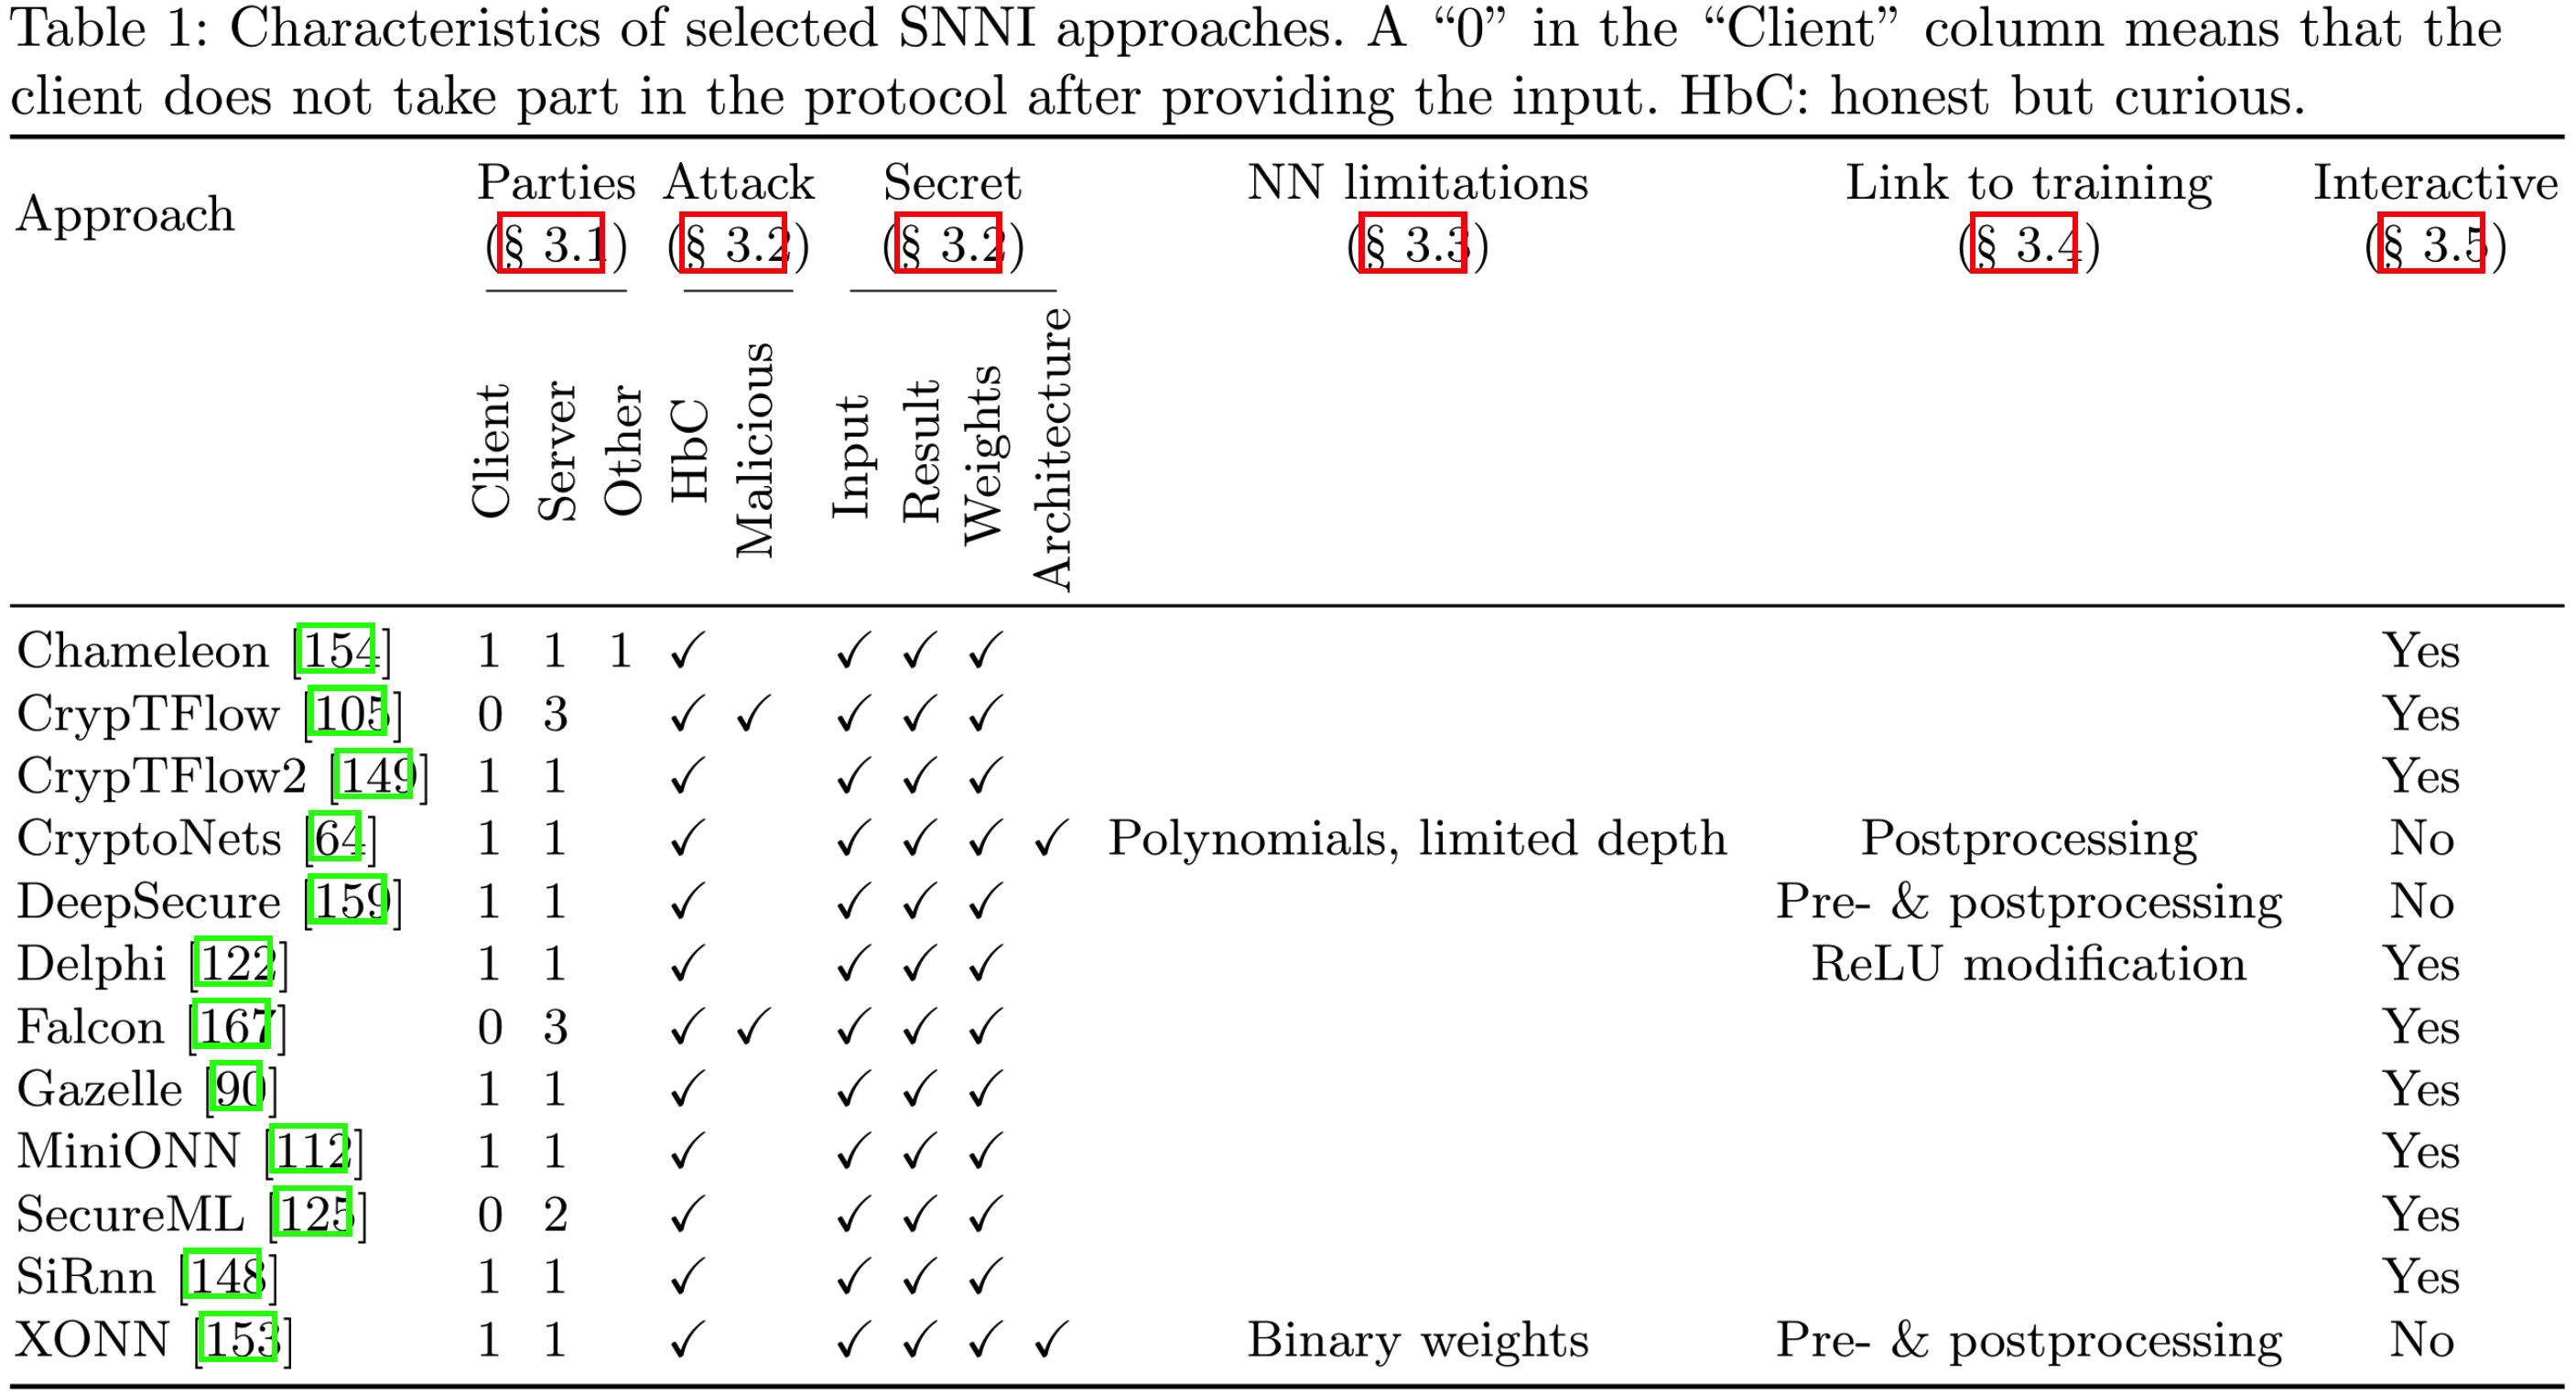 Table 1: Characteristics of selected SNNI approaches. A “0” in the “Client” column means that the
client does not take part in the protocol after providing the input. HbC: honest but curious.
Approach Parties Attack Secret NN limitations Link to training Interactive
(§ 3.1) (§ 3.2) (§ 3.2) (§ 3.3) (§ 3.4) (§ 3.5)
Client Server Other HbC Malicious Input Result Weights Architecture
Chameleon [154] 1 1 1 ✓ ✓ ✓ ✓ Yes
CrypTFlow [105] 0 3 ✓ ✓ ✓ ✓ ✓ Yes
CrypTFlow2 [149] 1 1 ✓ ✓ ✓ ✓ Yes
CryptoNets [64] 1 1 ✓ ✓ ✓ ✓ ✓ Polynomials, limited depth Postprocessing No
DeepSecure [159] 1 1 ✓ ✓ ✓ ✓ Pre- & postprocessing No
Delphi [122] 1 1 ✓ ✓ ✓ ✓ ReLU modification Yes
Falcon [167] 0 3 ✓ ✓ ✓ ✓ ✓ Yes
Gazelle [90] 1 1 ✓ ✓ ✓ ✓ Yes
MiniONN [112] 1 1 ✓ ✓ ✓ ✓ Yes
SecureML [125] 0 2 ✓ ✓ ✓ ✓ Yes
SiRnn [148] 1 1 ✓ ✓ ✓ ✓ Yes
XONN [153] 1 1 ✓ ✓ ✓ ✓ ✓ Binary weights Pre- & postprocessing No